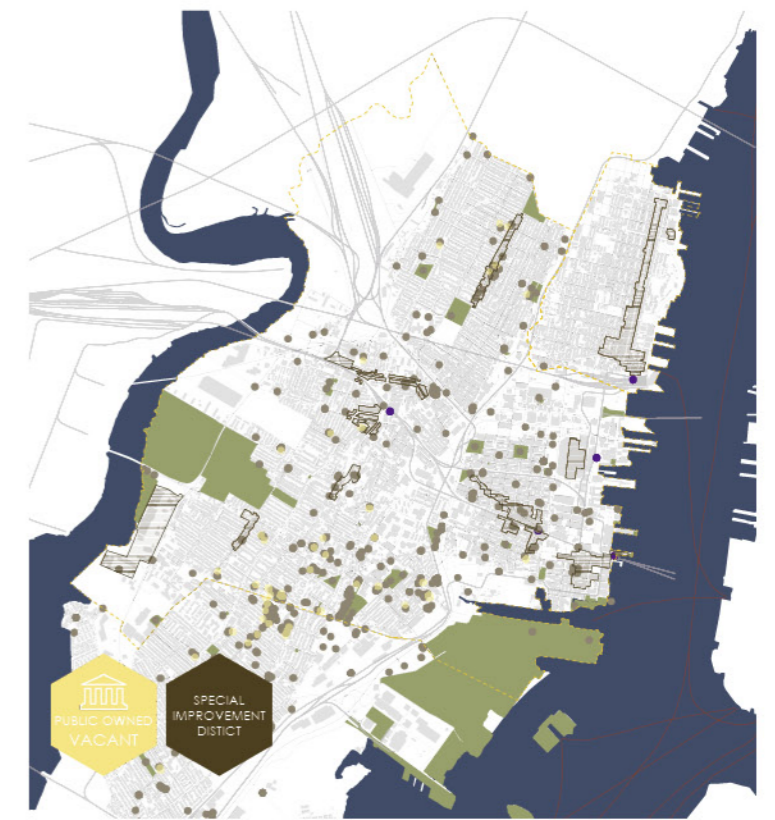 PUBLIC OWNED
VACANT
SPECIAL
IMPROVEMENT
DISTICT